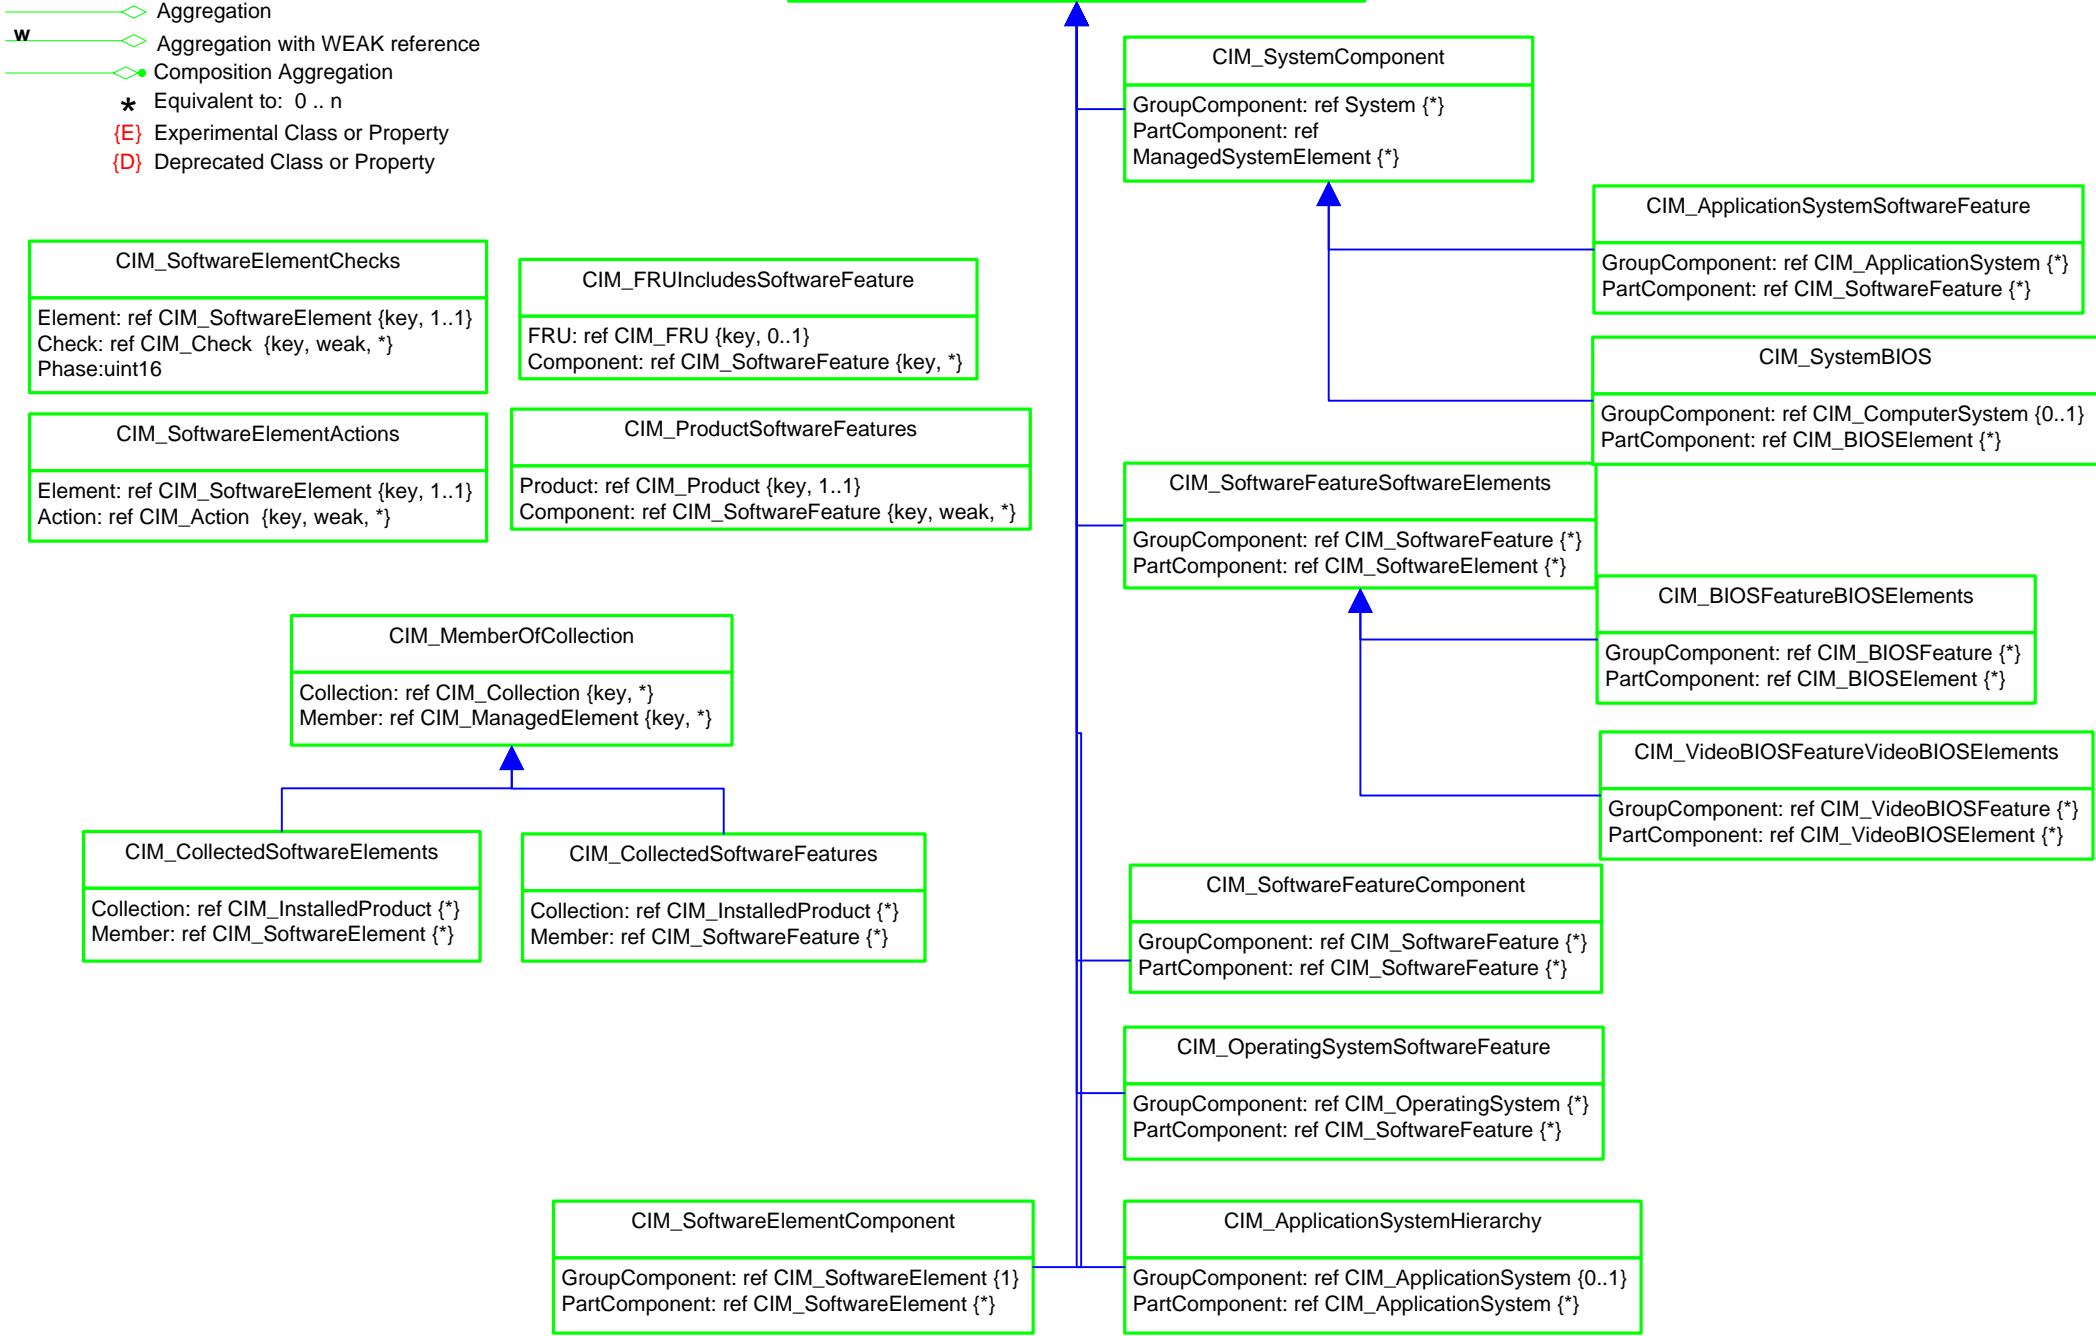 Aggregation
w
Aggregation with WEAK reference
Composition Aggregation
* Equivalent to: 0 .. n
{E} Experimental Class or Property
{D} Deprecated Class or Property
CIM_SystemComponent
GroupComponent: ref System {*}
PartComponent: ref
ManagedSystemElement {*}
CIM_ApplicationSystemSoftwareFeature
GroupComponent: ref CIM_ApplicationSystem {*}
PartComponent: ref CIM_SoftwareFeature {*}
CIM_SoftwareElementChecks
Element: ref CIM_SoftwareElement {key, 1..1}
Check: ref CIM_Check {key, weak, *}
Phase:uint16
CIM_FRUIncludesSoftwareFeature
FRU: ref CIM_FRU {key, 0..1}
Component: ref CIM_SoftwareFeature {key, *}
CIM_SystemBIOS
GroupComponent: ref CIM_ComputerSystem {0..1}
PartComponent: ref CIM_BIOSElement {*}
CIM_SoftwareElementActions
Element: ref CIM_SoftwareElement {key, 1..1}
Action: ref CIM_Action {key, weak, *}
CIM_ProductSoftwareFeatures
Product: ref CIM_Product {key, 1..1}
Component: ref CIM_SoftwareFeature {key, weak, *}
CIM_SoftwareFeatureSoftwareElements
GroupComponent: ref CIM_SoftwareFeature {*}
PartComponent: ref CIM_SoftwareElement {*}
CIM_BIOSFeatureBIOSElements
GroupComponent: ref CIM_BIOSFeature {*}
PartComponent: ref CIM_BIOSElement {*}
CIM_MemberOfCollection
Collection: ref CIM_Collection {key, *}
Member: ref CIM_ManagedElement {key, *}
CIM_VideoBIOSFeatureVideoBIOSElements
GroupComponent: ref CIM_VideoBIOSFeature {*}
PartComponent: ref CIM_VideoBIOSElement {*}
CIM_CollectedSoftwareElements
Collection: ref CIM_InstalledProduct {*}
Member: ref CIM_SoftwareElement {*}
CIM_CollectedSoftwareFeatures
Collection: ref CIM_InstalledProduct {*}
Member: ref CIM_SoftwareFeature {*}
CIM_SoftwareFeatureComponent
GroupComponent: ref CIM_SoftwareFeature {*}
PartComponent: ref CIM_SoftwareFeature {*}
CIM_OperatingSystemSoftwareFeature
GroupComponent: ref CIM_OperatingSystem {*}
PartComponent: ref CIM_SoftwareFeature {*}
CIM_SoftwareElementComponent
GroupComponent: ref CIM_SoftwareElement {1}
PartComponent: ref CIM_SoftwareElement {*}
CIM_ApplicationSystemHierarchy
GroupComponent: ref CIM_ApplicationSystem {0..1}
PartComponent: ref CIM_ApplicationSystem {*}